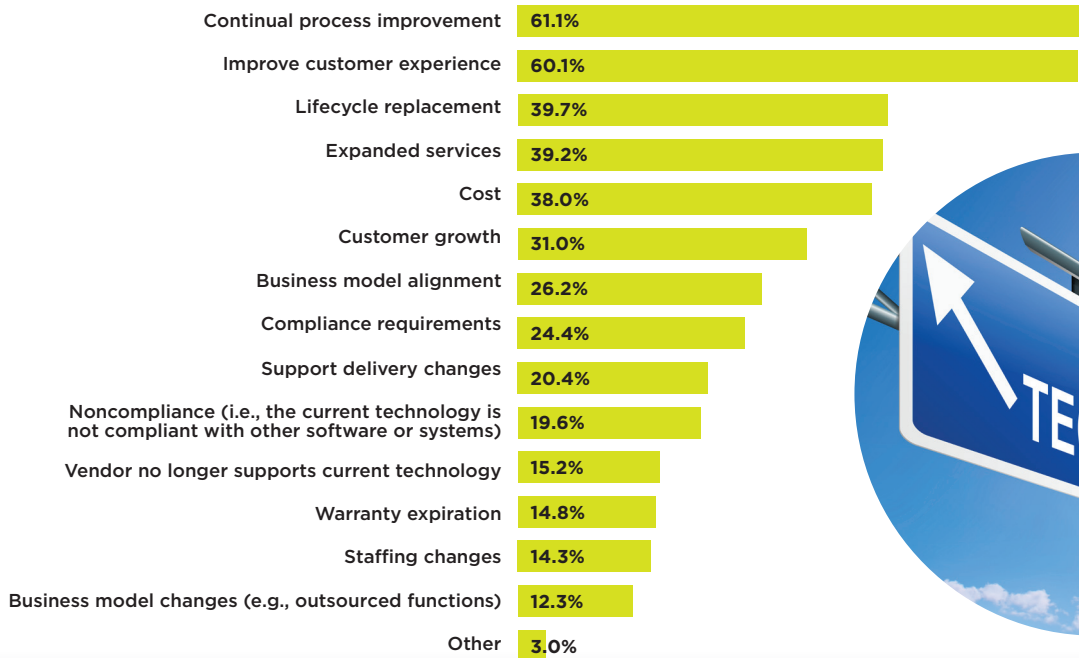 Continual process improvement 61.1%
Improve customer experience 60.1%
Lifecycle replacement 39.7%
Expanded services 39.2%
Cost 38.0%
Customer growth 31.0%
Business model alignment 26.2%
Compliance requirements 24.4%
Support delivery changes 20.4%
Noncompliance (i.e., the current technology is
not compliant with other software or systems) 19.6%
Vendor no longer supports current technology 15.2%
Warranty expiration 14.8%
Staffing changes 14.3%
Business model changes (e.g., outsourced functions) 12.3%
Other 3.0%